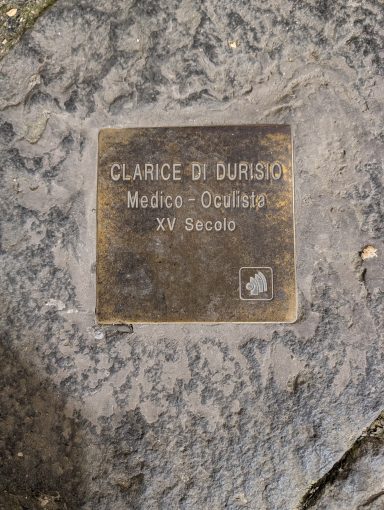 CLARICE DI DURISIO
Medico - Oculista
XV Secolo